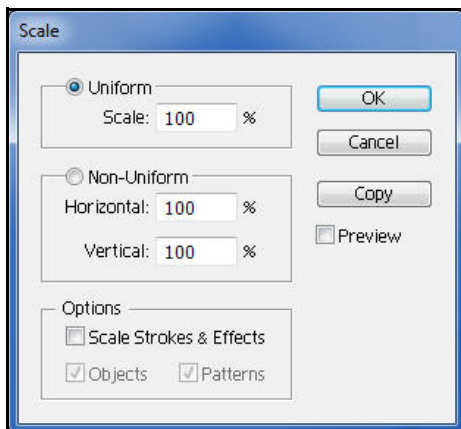 Scale
Uniform
Scale: 100 %
Non-Uniform
Horizontal: 100 %
Vertical: 100 %
Options
Scale Strokes & Effects
Objects Patterns
OK
Cancel
Copy
Preview